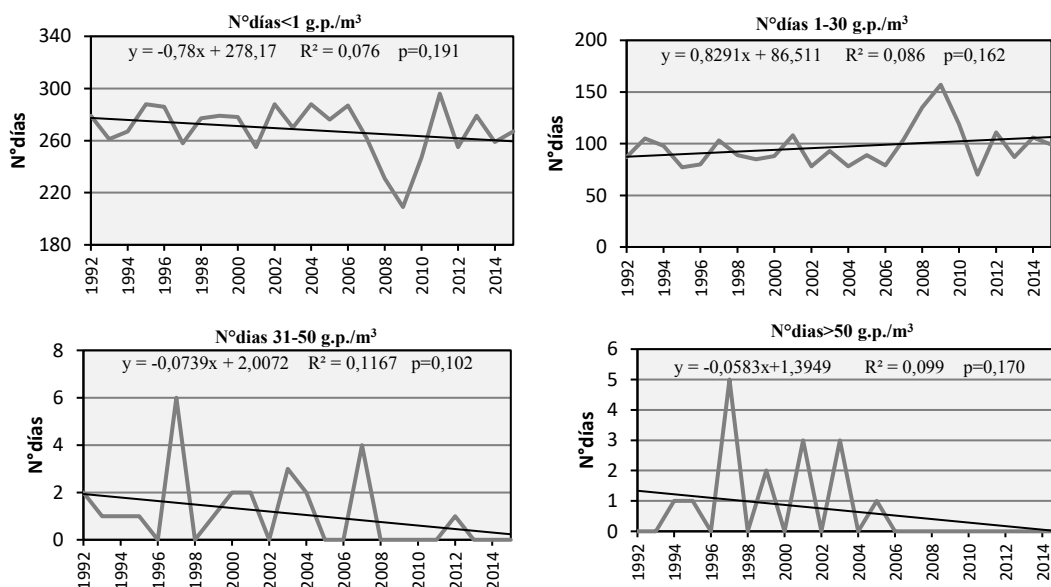 N°días<1 g.p./m³
y = -0,78x + 278,17 R² = 0,076 p=0,191
340
300
260
220
180
N°días
1992 1994 1996 1998 2000 2002 2004 2006 2008 2010 2012 2014
N°días 1-30 g.p./m³
y = 0,8291x + 86,511 R² = 0,086 p=0,162
200
150
100
50
0
N°días
1992 1994 1996 1998 2000 2002 2004 2006 2008 2010 2012 2014
N°dias 31-50 g.p./m³
y = -0,0739x + 2,0072 R² = 0,1167 p=0,102
8
6
4
2
0
N°días
1992 1994 1996 1998 2000 2002 2004 2006 2008 2010 2012 2014
N°dias>50 g.p./m³
y = -0,0583x+1,3949 R² = 0,099 p=0,170
6
5
4
3
2
1
0
N°días
1992 1994 1996 1998 2000 2002 2004 2006 2008 2010 2012 2014